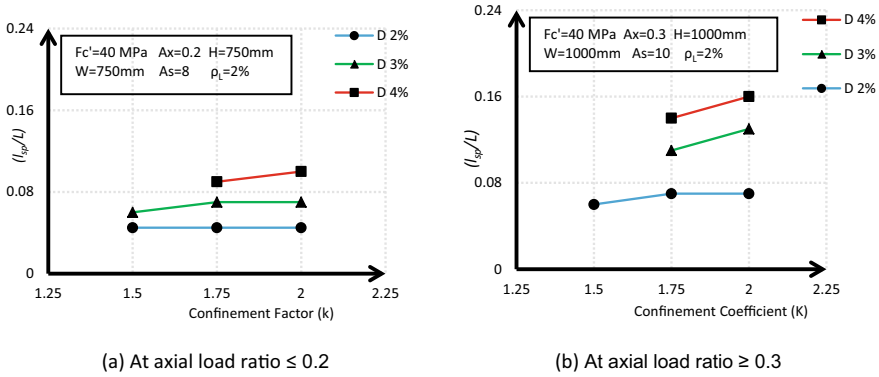 0.24
Fc'=40 MPa Ax=0.2 H=750mm
W=750mm As=8 ρL=2%
D 2%
D 3%
D 4%
0.16
(lsp/L)
0.08
0
1.25
1.5
1.75
2
2.25
Confinement Factor (k)
(a) At axial load ratio ≤ 0.2
0.24
Fc'=40 MPa Ax=0.3 H=1000mm
W=1000mm As=10 ρL=2%
D 4%
D 3%
D 2%
0.16
(lsp/L)
0.08
0
1.25
1.5
1.75
2
2.25
Confinement Coefficient (K)
(b) At axial load ratio ≥ 0.3